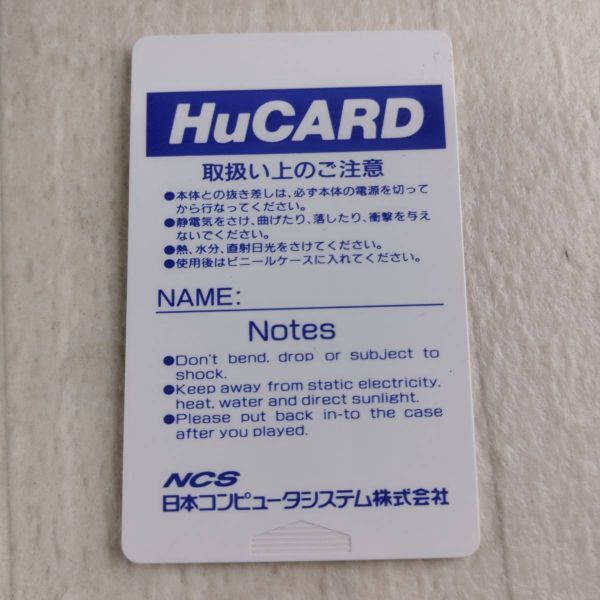 HuCARD
取扱い上のご注意
●本体との抜き差しは、必ず本体の電源を切って
から行なってください。
●静電気をさけ、曲げたり、落したり、衝撃を与え
ないでください。
●熱、水分、直射日光をさけてください。
●使用後はビニールケースに入れてください。
NAME:
Notes
●Don't bend, drop or subject to
shock.
●Keep away from static electricity,
heat, water and direct sunlight.
●Please put back in-to the case
after you played.
NCS
日本コンピュータシステム株式会社